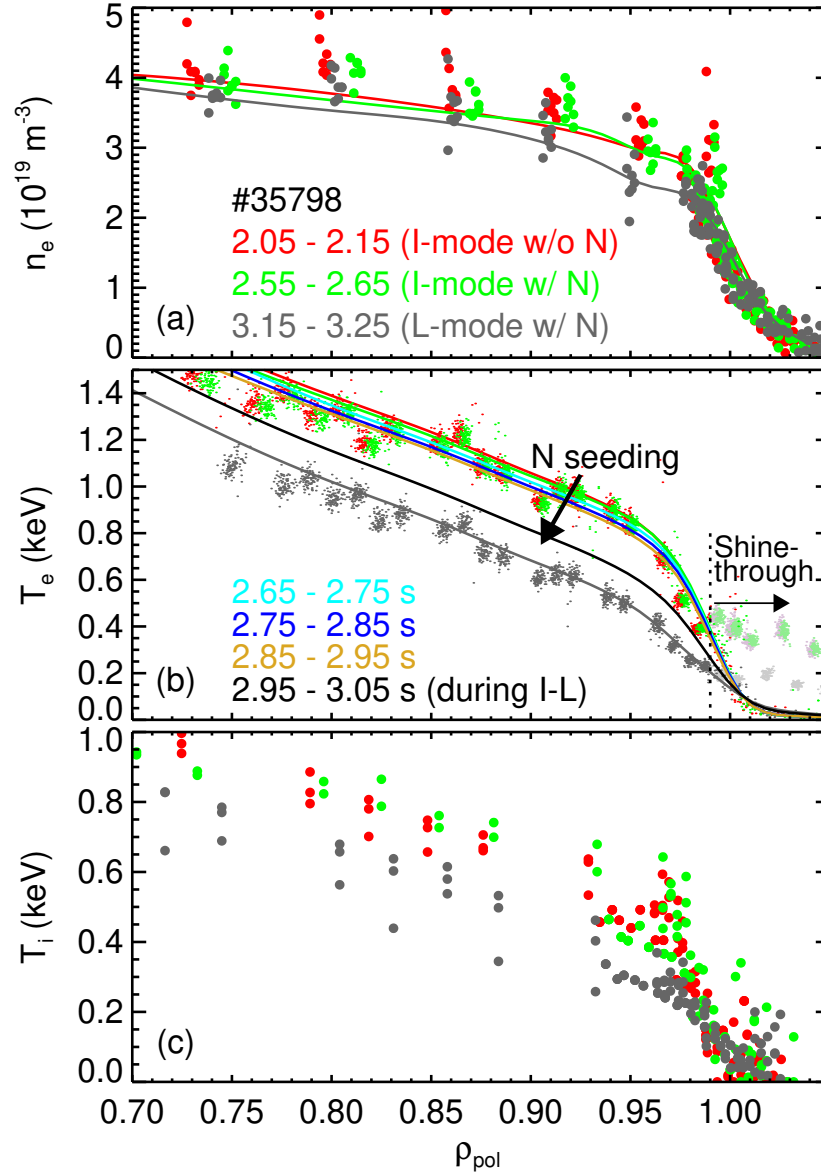 5
4
3
2
1
0
n_e (10^19 m^-3)
#35798
2.05 - 2.15 (I-mode w/o N)
2.55 - 2.65 (I-mode w/ N)
3.15 - 3.25 (L-mode w/ N)
(a)
1.4
1.2
1.0
0.8
0.6
0.4
0.2
0.0
T_e (keV)
N seeding
Shine-
through
2.65 - 2.75 s
2.75 - 2.85 s
2.85 - 2.95 s
2.95 - 3.05 s (during I-L)
(b)
1.0
0.8
0.6
0.4
0.2
0.0
T_i (keV)
(c)
0.70 0.75 0.80 0.85 0.90 0.95 1.00
ρ_pol